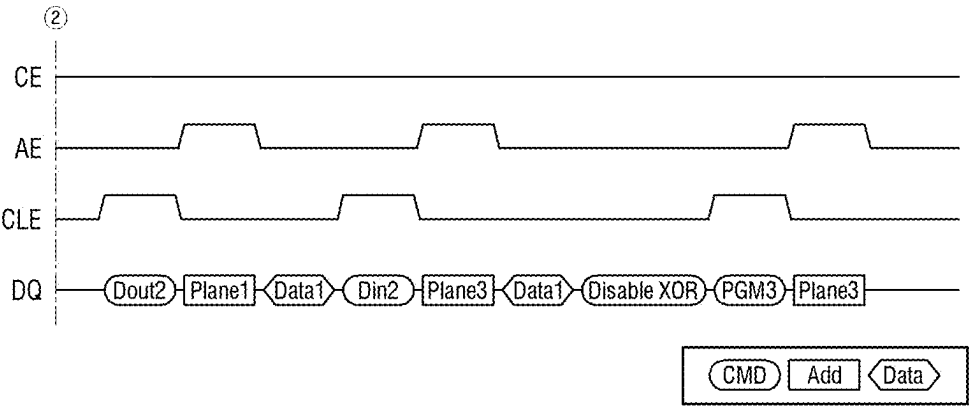 ②
CE
AE
CLE
DQ Dout2 Plane1 Data1 Din2 Plane3 Data1 Disable XOR PGM3 Plane3
CMD Add Data